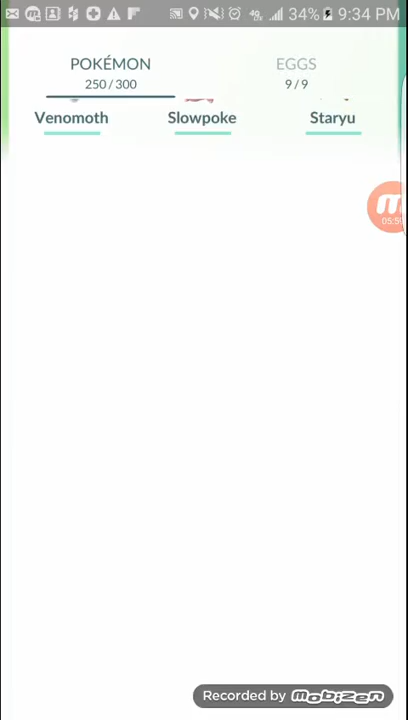 34% 9:34 PM
POKÉMON EGGS
250 / 300 9 / 9
Venomoth Slowpoke Staryu
Recorded by mobizen